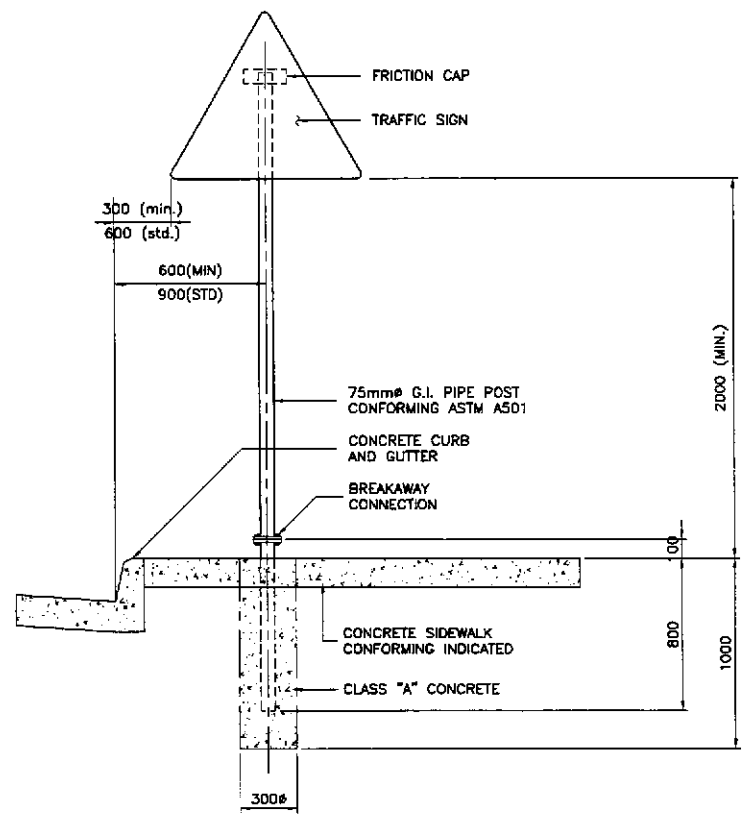 FRICTION CAP
TRAFFIC SIGN
300 (min.)
600 (std.)
600(MIN)
900(STD)
2000 (MIN.)
75mmø G.I. PIPE POST
CONFORMING ASTM A501
CONCRETE CURB
AND GUTTER
BREAKAWAY
CONNECTION
100
800
1000
CONCRETE SIDEWALK
CONFORMING INDICATED
CLASS "A" CONCRETE
300ø